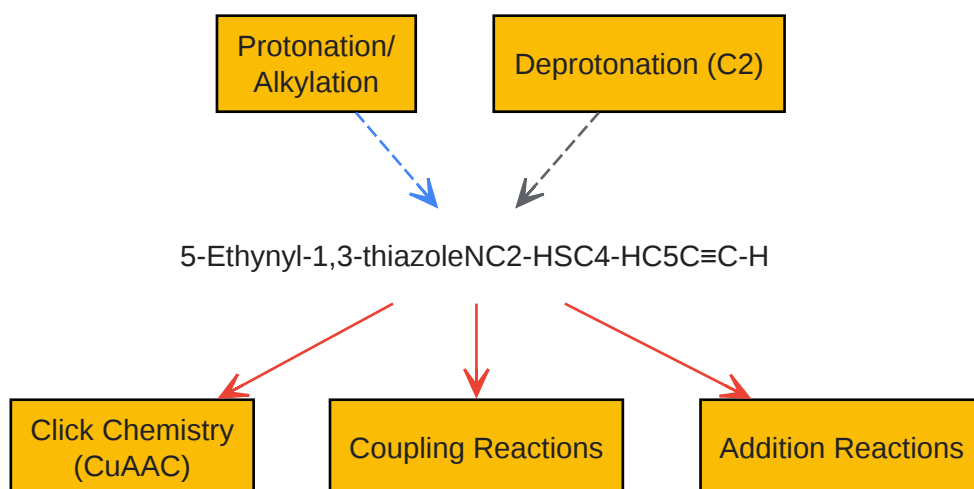 Protonation/
Alkylation
Deprotonation (C2)
5-Ethynyl-1,3-thiazoleNC2-HSC4-HC5C≡C-H
Click Chemistry
(CuAAC)
Coupling Reactions
Addition Reactions